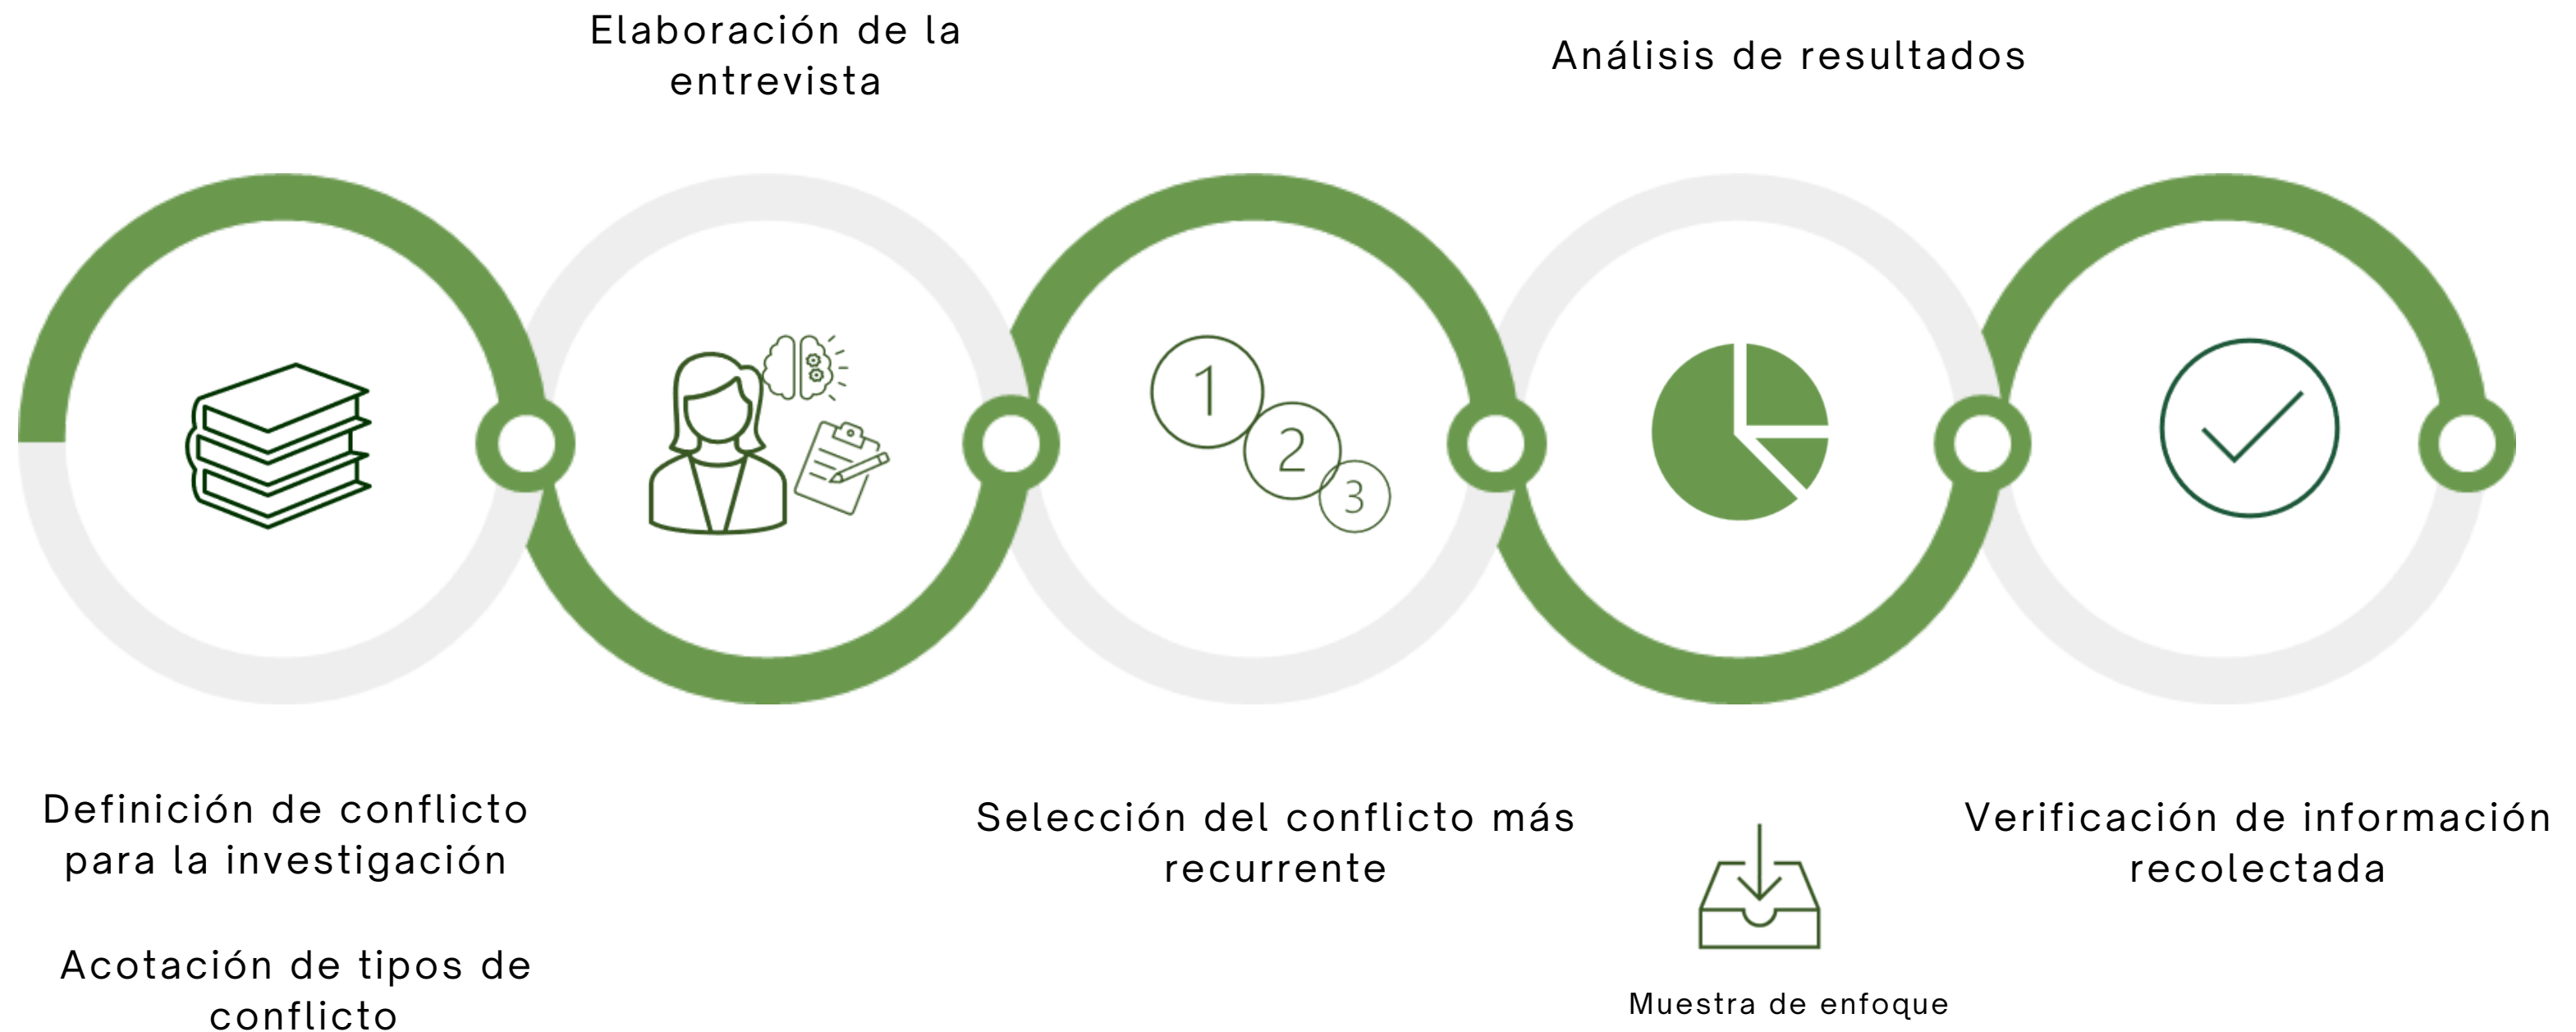 Elaboración de la
entrevista
Análisis de resultados
1
2
3
Definición de conflicto
para la investigación
Acotación de tipos de
conflicto
Selección del conflicto más
recurrente
Muestra de enfoque
Verificación de información
recolectada